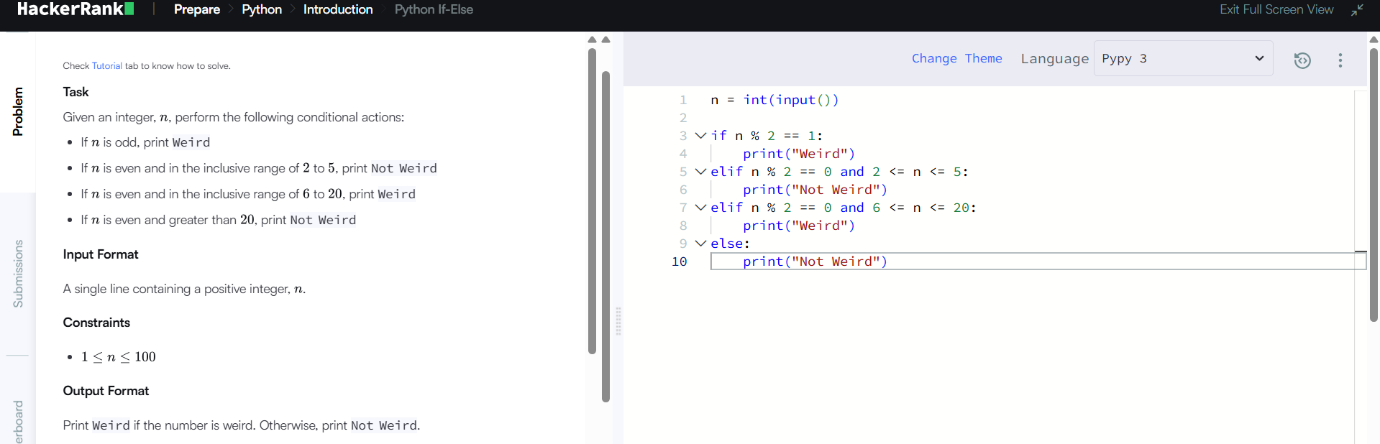 HackerRank | Prepare > Python > Introduction > Python If-Else
Exit Full Screen View
Problem
Submissions
erboard
Check Tutorial tab to know how to solve.
Task
Given an integer, n, perform the following conditional actions:
• If n is odd, print Weird
• If n is even and in the inclusive range of 2 to 5, print Not Weird
• If n is even and in the inclusive range of 6 to 20, print Weird
• If n is even and greater than 20, print Not Weird
Input Format
A single line containing a positive integer, n.
Constraints
• 1 ≤ n ≤ 100
Output Format
Print Weird if the number is weird. Otherwise, print Not Weird.
Change Theme Language Pypy 3
1 n = int(input())
2
3 if n % 2 == 1:
4     print("Weird")
5 elif n % 2 == 0 and 2 <= n <= 5:
6     print("Not Weird")
7 elif n % 2 == 0 and 6 <= n <= 20:
8     print("Weird")
9 else:
10     print("Not Weird")